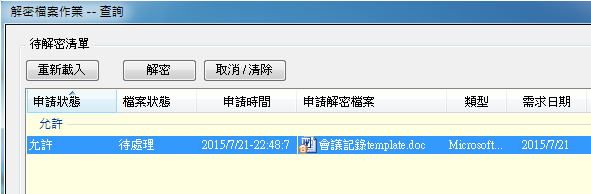 解密檔案作業 -- 查詢
待解密清單
重新載入 解密 取消/清除
申請狀態 檔案狀態 申請時間 申請解密檔案 類型 需求日期
允許
允許 待處理 2015/7/21-22:48:7 會議記錄template.doc Microsoft... 2015/7/21